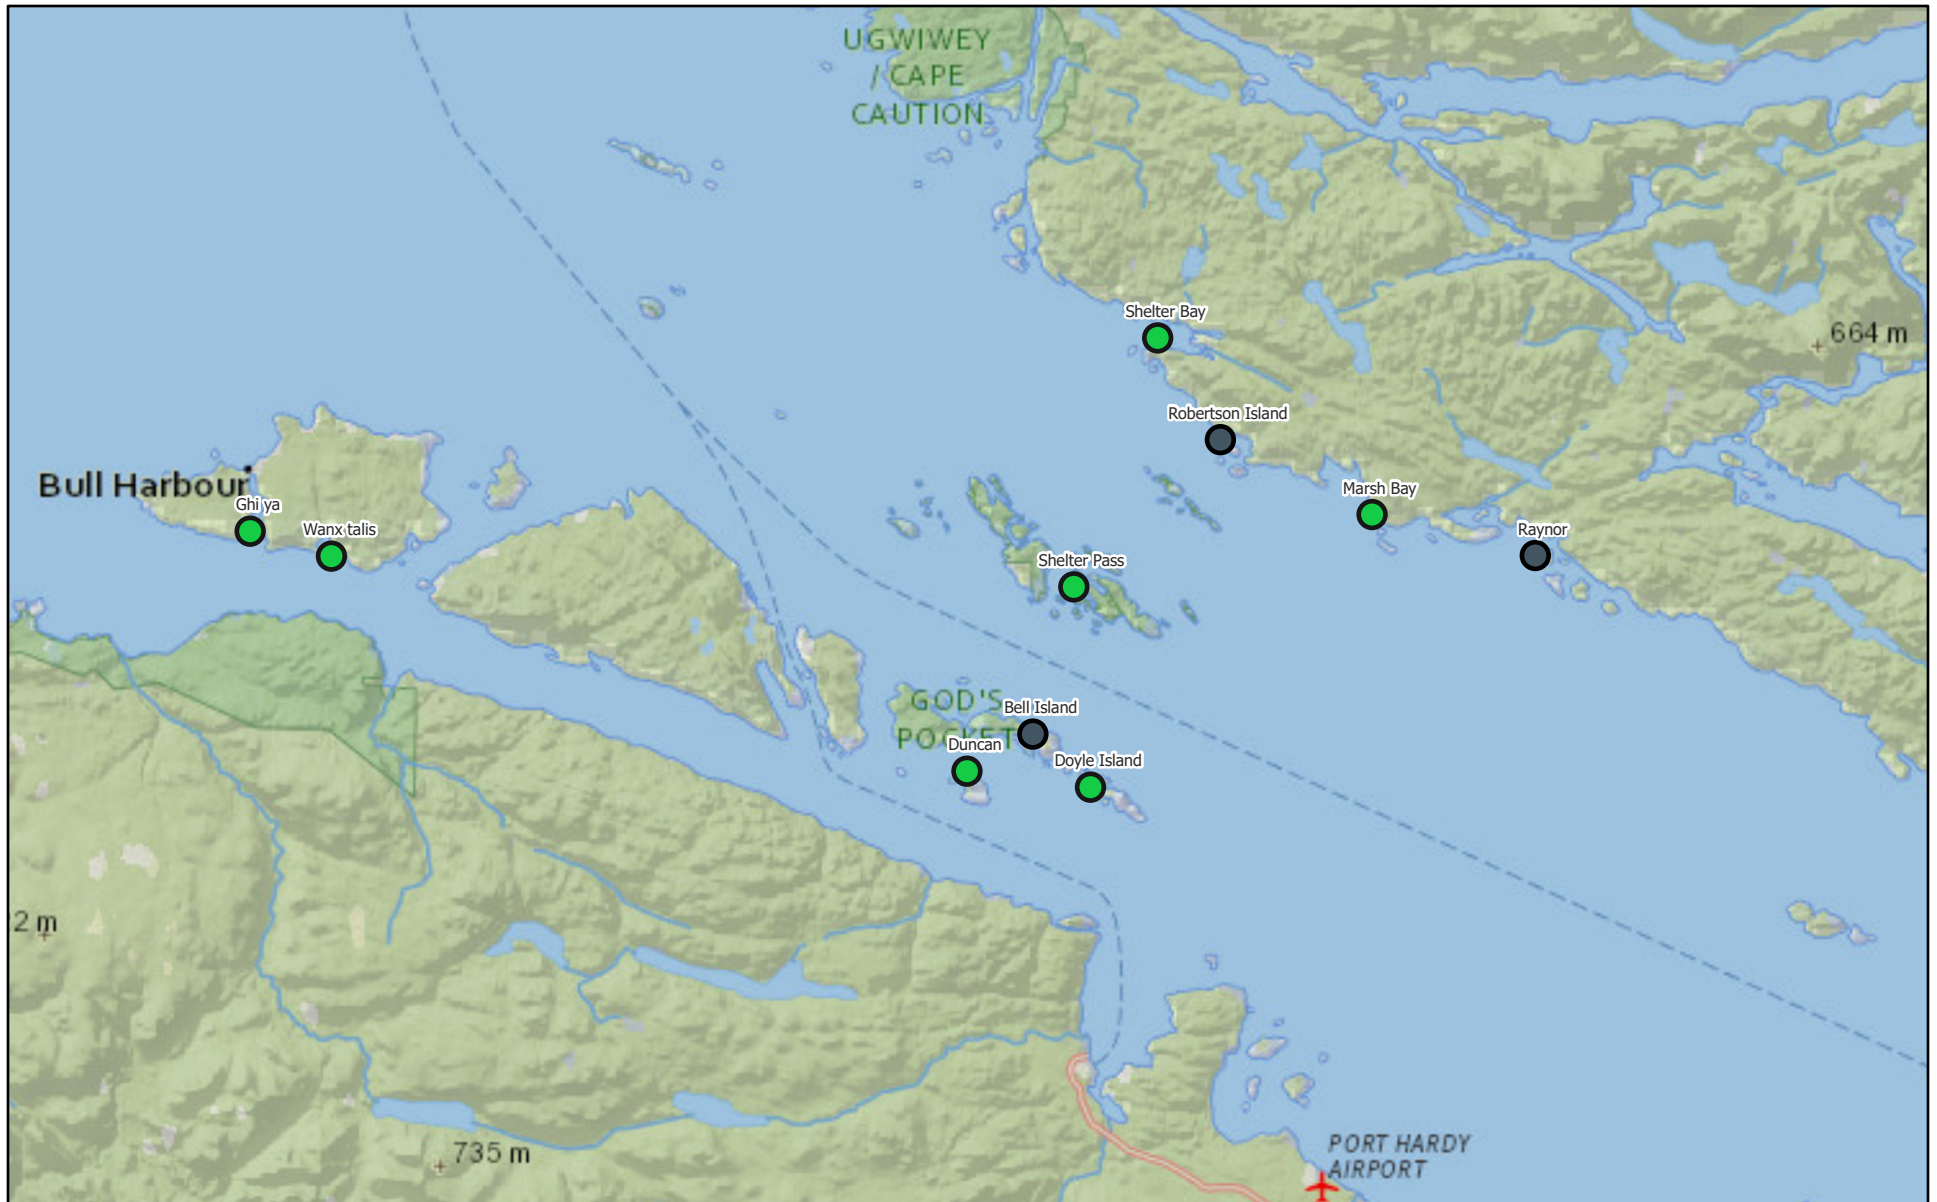 UGWIWEY
/ CAPE
CAUTION
Shelter Bay
664 m
Robertson Island
Bull Harbour
Marsh Bay
Ghi ya
Wanx talis
Raynor
Shelter Pass
GOD'S
POCKET
Bell Island
Duncan
Doyle Island
2 m
735 m
PORT HARDY
AIRPORT